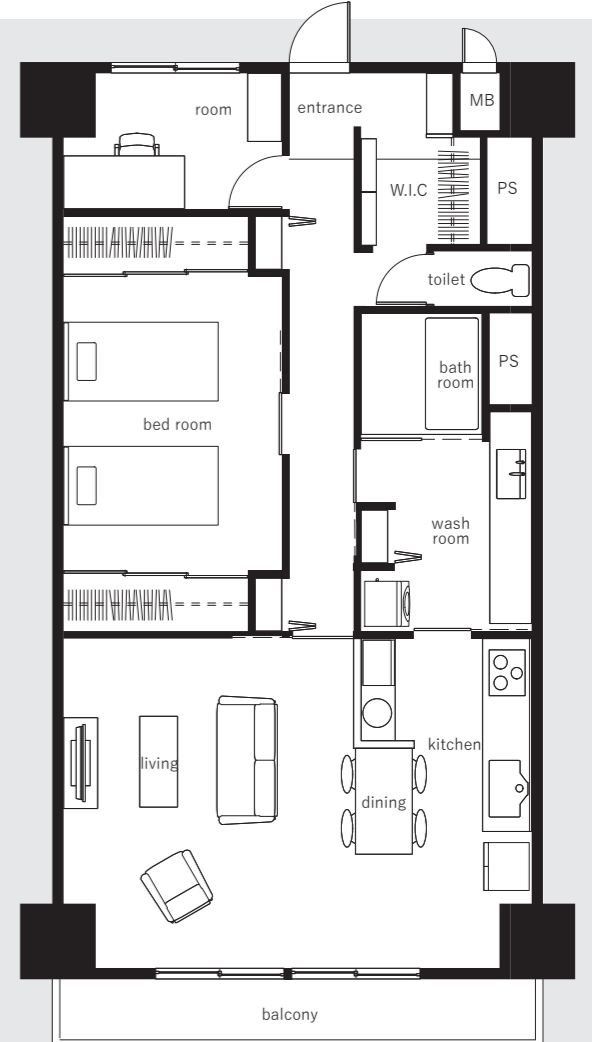 MB
room
entrance
W.I.C
PS
toilet
bath
room
PS
bed room
wash
room
kitchen
living
dining
balcony